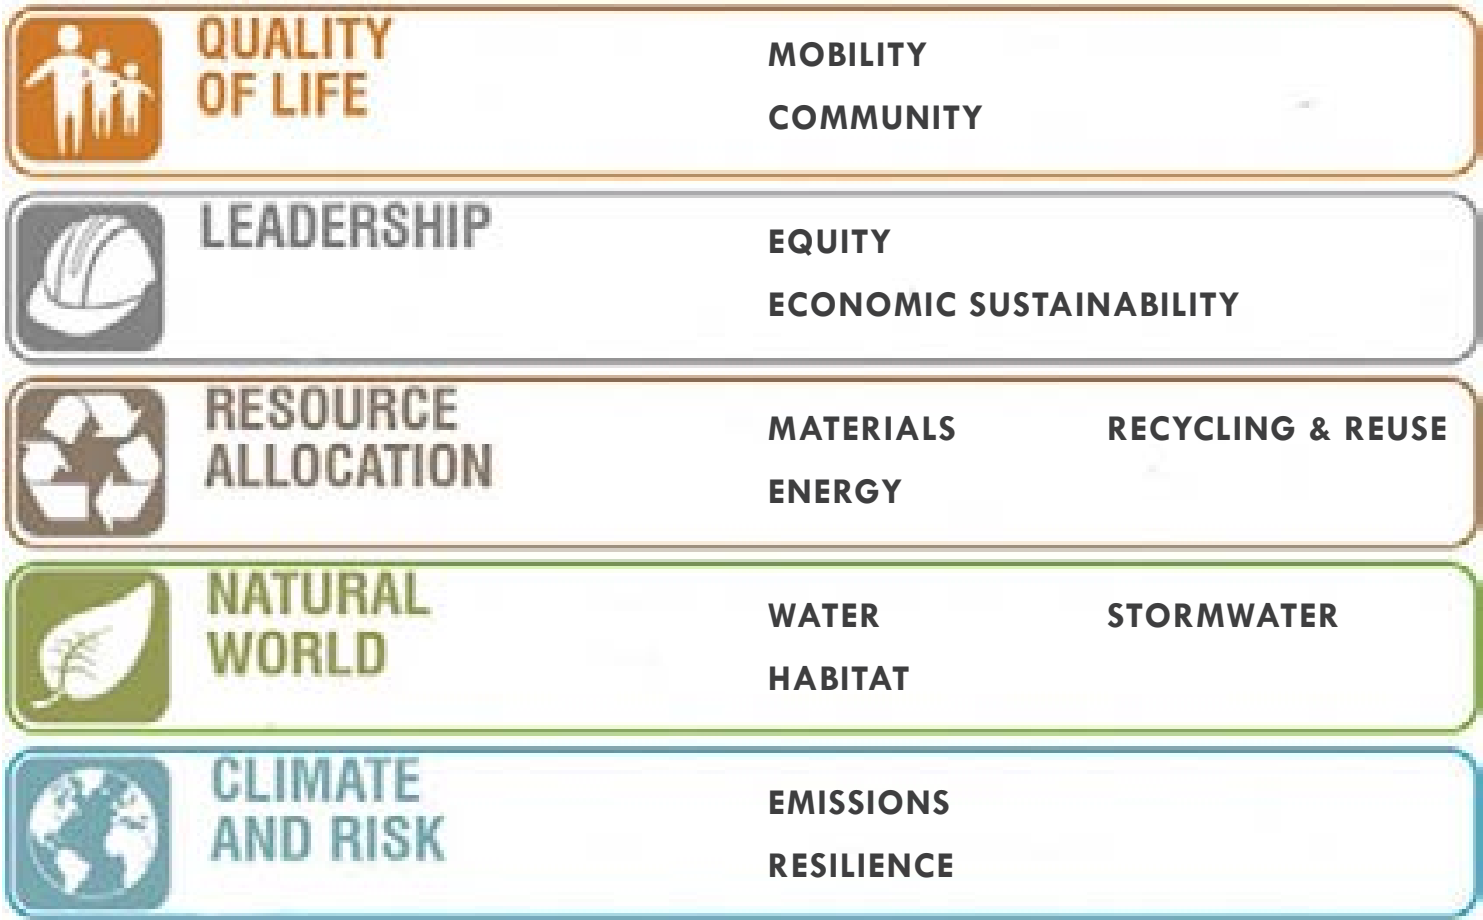 QUALITY
OF LIFE
MOBILITY
COMMUNITY
LEADERSHIP
EQUITY
ECONOMIC SUSTAINABILITY
RESOURCE
ALLOCATION
MATERIALS RECYCLING & REUSE
ENERGY
NATURAL
WORLD
WATER STORMWATER
HABITAT
CLIMATE
AND RISK
EMISSIONS
RESILIENCE